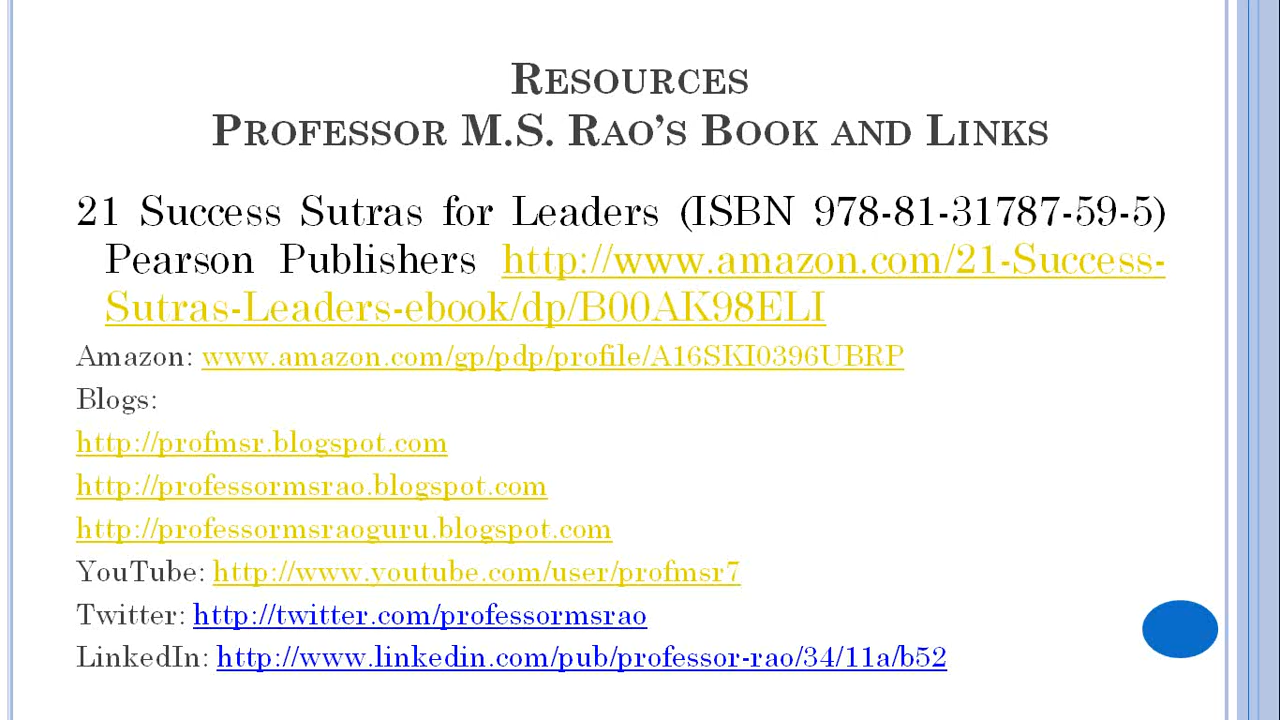 Resources
Professor M.S. Rao's Book and Links
21 Success Sutras for Leaders (ISBN 978-81-31787-59-5)
Pearson Publishers http://www.amazon.com/21-Success-
Sutras-Leaders-ebook/dp/B00AK98ELI
Amazon: www.amazon.com/gp/pdp/profile/A16SKI0396UBRP
Blogs:
http://profmsr.blogspot.com
http://professormsrao.blogspot.com
http://professormsraoguru.blogspot.com
YouTube: http://www.youtube.com/user/profmsr7
Twitter: http://twitter.com/professormsrao
LinkedIn: http://www.linkedin.com/pub/professor-rao/34/11a/b52